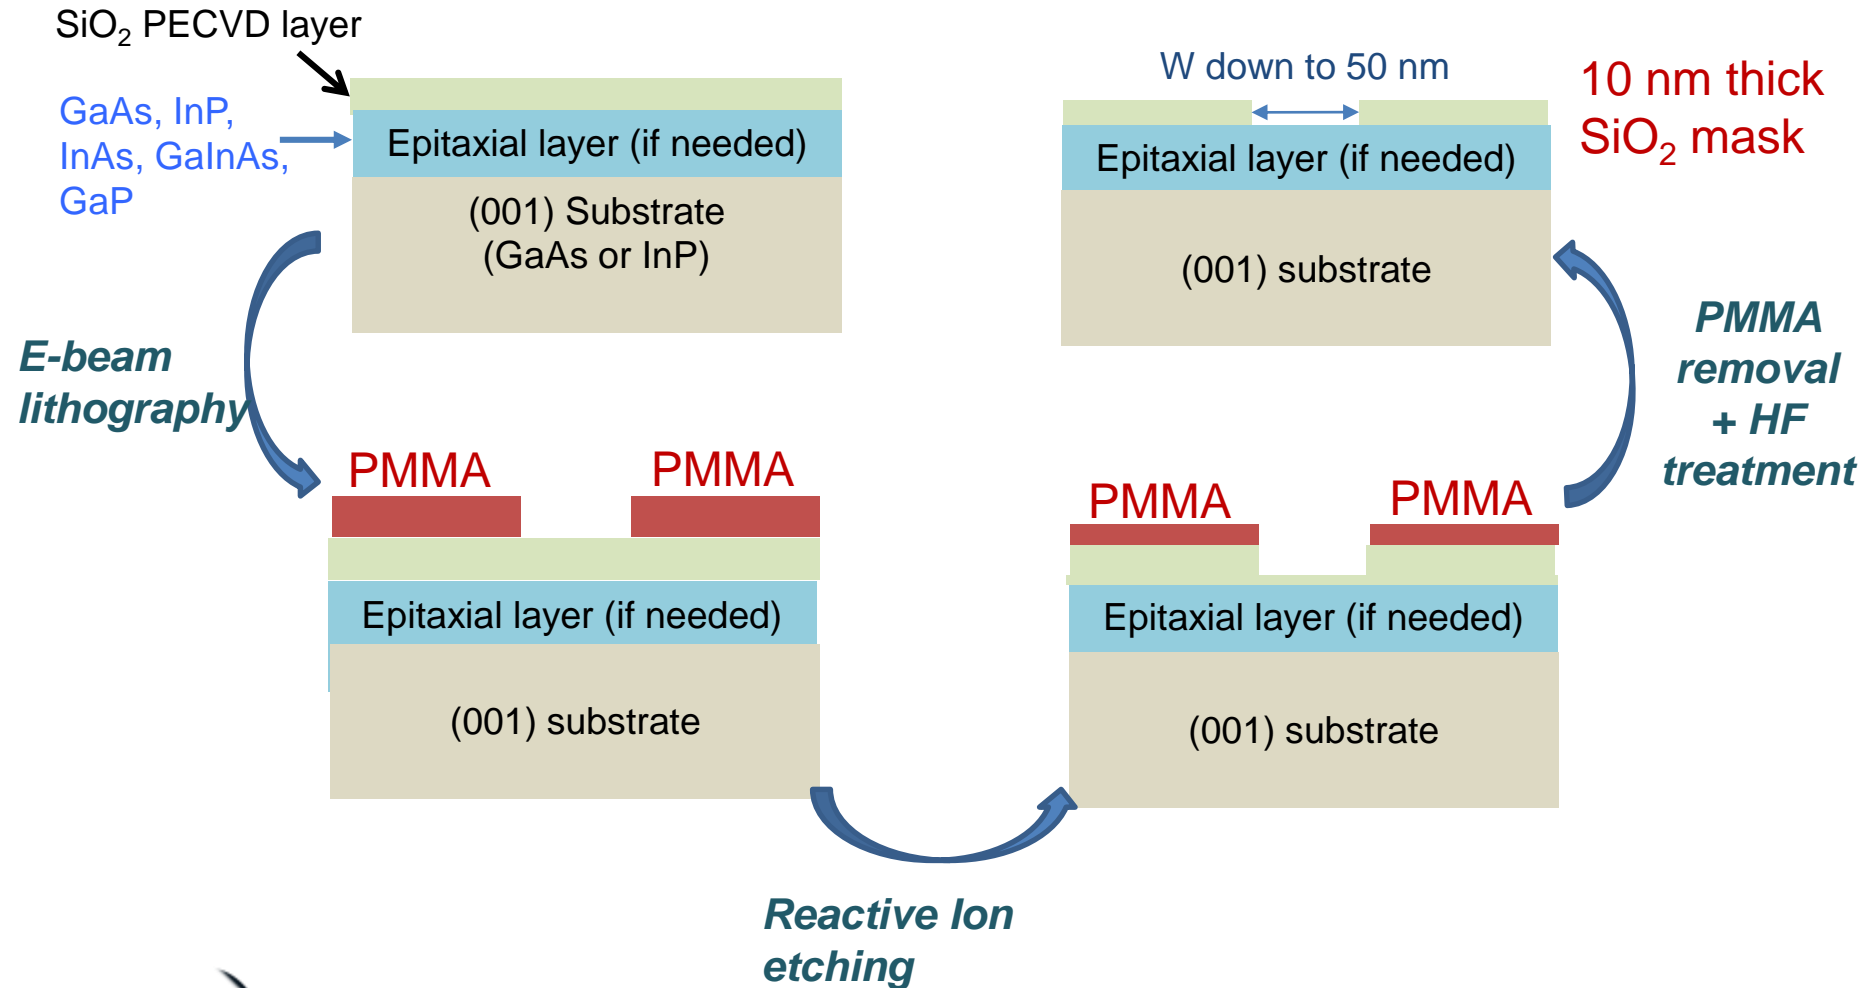 SiO₂ PECVD layer
GaAs, InP,
InAs, GaInAs,
GaP
Epitaxial layer (if needed)
(001) Substrate
(GaAs or InP)
W down to 50 nm
10 nm thick
SiO₂ mask
Epitaxial layer (if needed)
(001) substrate
E-beam
lithography
PMMA
removal
+ HF
treatment
PMMA PMMA
Epitaxial layer (if needed)
(001) substrate
PMMA PMMA
Epitaxial layer (if needed)
(001) substrate
Reactive Ion
etching